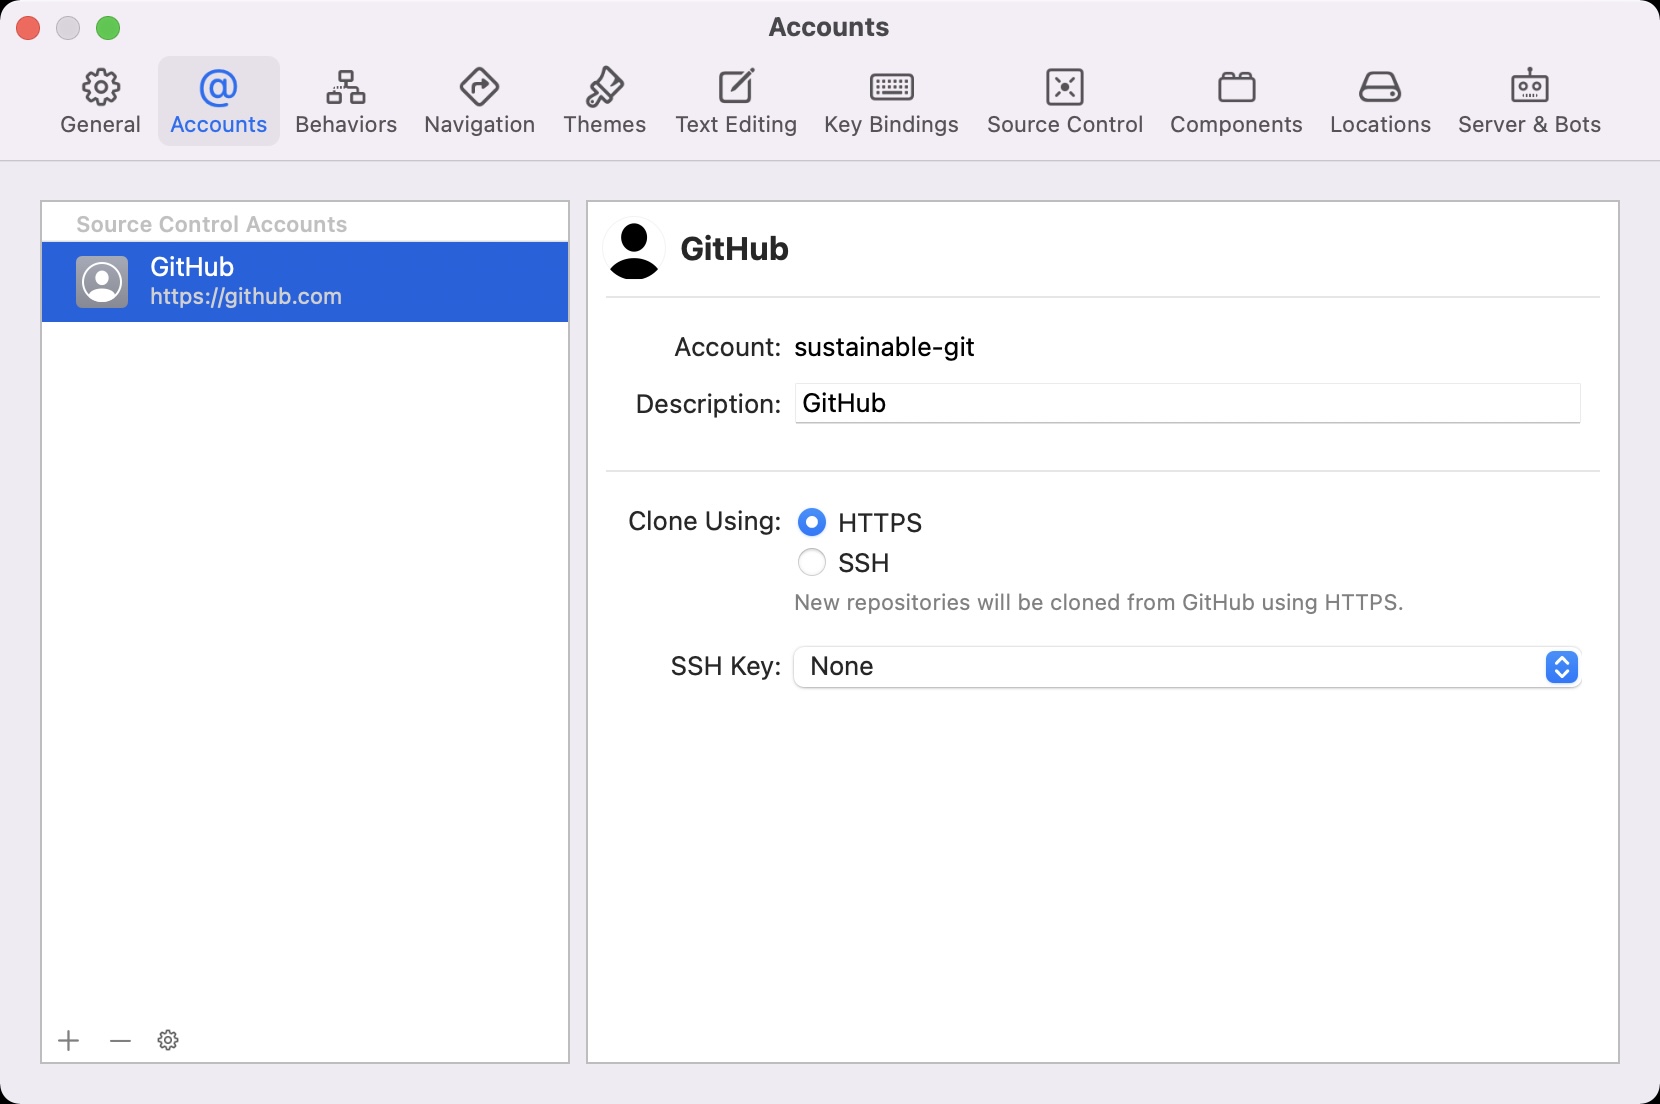 Accounts
General
Accounts
Behaviors
Navigation
Themes
Text Editing
Key Bindings
Source Control
Components
Locations
Server & Bots
Source Control Accounts
GitHub
https://github.com
GitHub
Account: sustainable-git
Description: GitHub
Clone Using: HTTPS
SSH
New repositories will be cloned from GitHub using HTTPS.
SSH Key: None